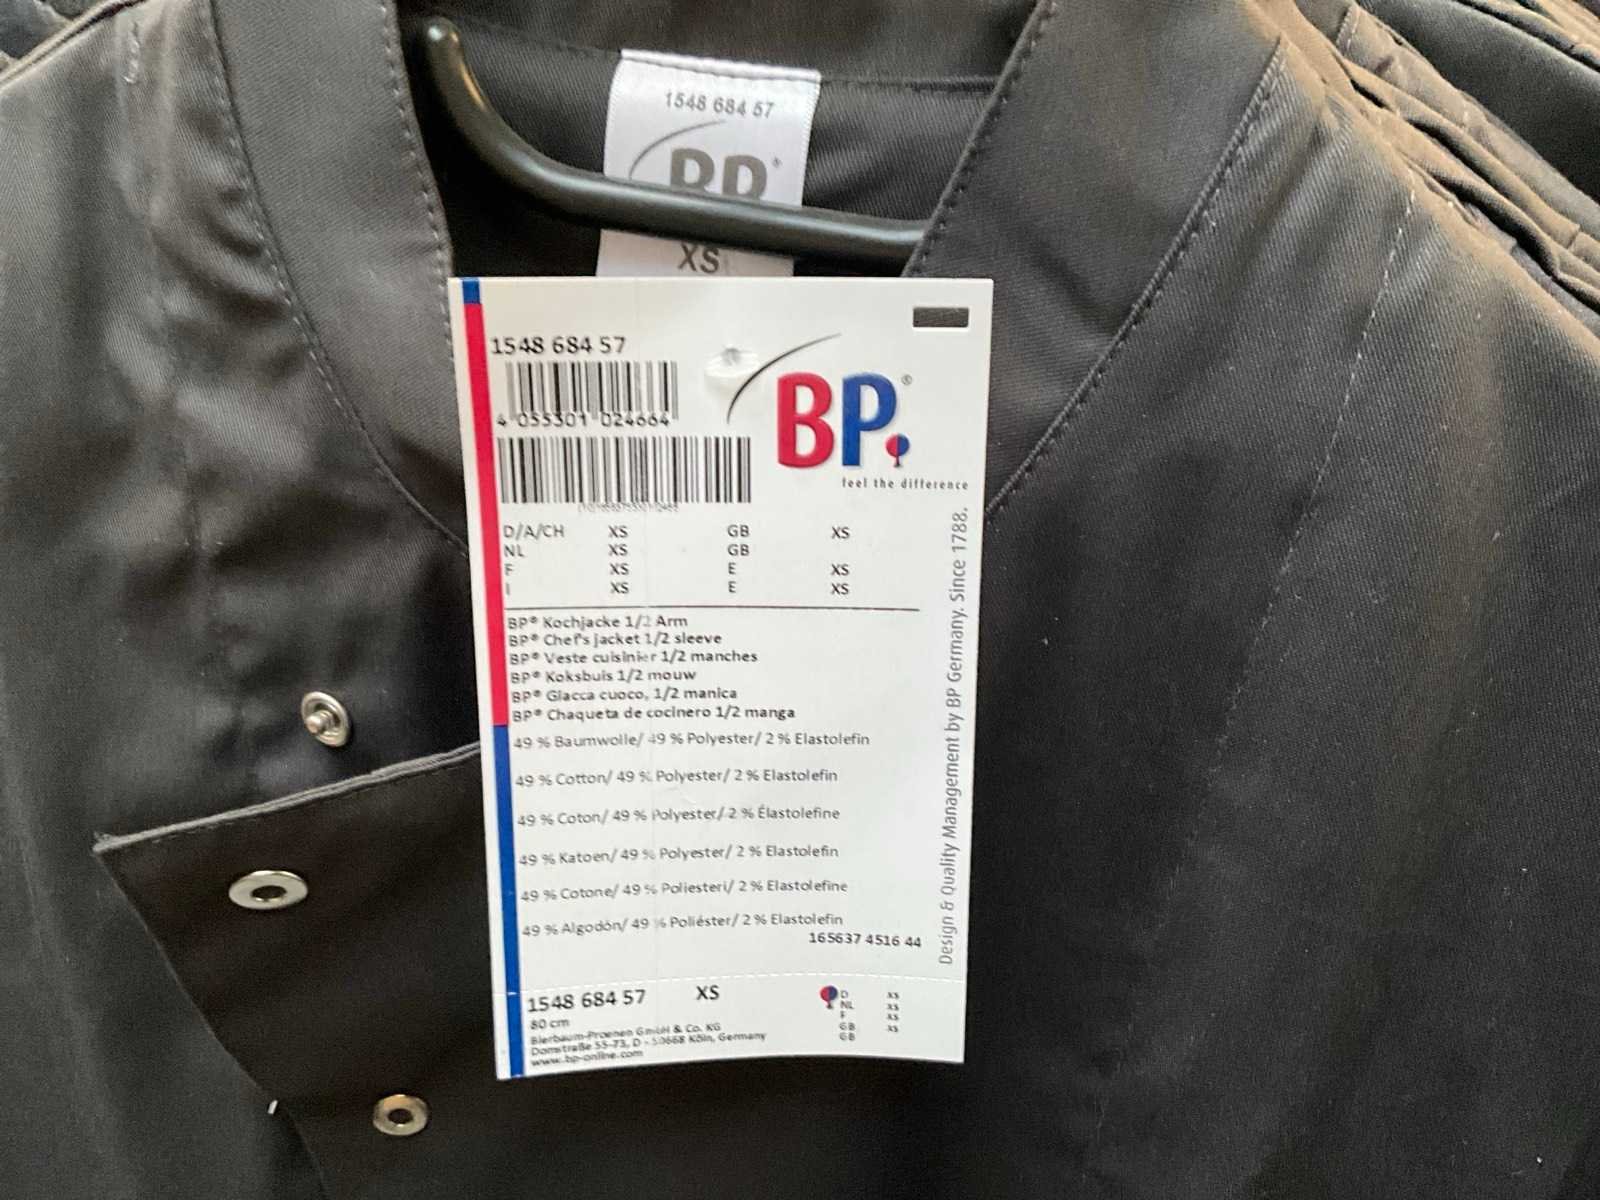 1548 684 57
BP®
XS
1548 684 57
4 055301 024664
BP®
feel the difference
D/A/CH XS GB XS
NL XS GB
F XS E XS
I XS E XS
BP® Kochjacke 1/2 Arm
BP® Chef's jacket 1/2 sleeve
BP® Veste cuisinier 1/2 manches
BP® Koksbuis 1/2 mouw
BP® Giacca cuoco, 1/2 manica
BP® Chaqueta de cocinero 1/2 manga
49 % Baumwolle/ 49 % Polyester/ 2 % Elastolefin
49 % Cotton/ 49 % Polyester/ 2 % Elastolefin
49 % Coton/ 49 % Polyester/ 2 % Élastolefine
49 % Katoen/ 49 % Polyester/ 2 % Elastolefin
49 % Cotone/ 49 % Poliesteri/ 2 % Elastolefine
49 % Algodón/ 49 % Poliéster/ 2 % Elastolefin
165637 4516 44
Design & Quality Management by BP Germany. Since 1788.
1548 684 57 XS
80 cm
Bierbaum-Proenen GmbH & Co. KG
Domstraße 55-73, D - 50668 Köln, Germany
www.bp-online.com
D XS
NL XS
F XS
GB XS
GB